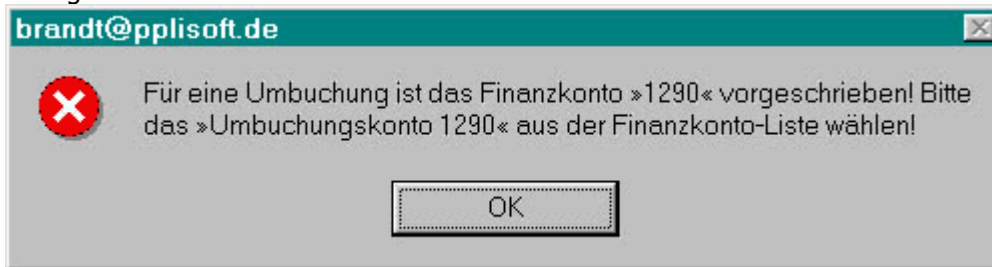 brandt@pplisoft.de
Für eine Umbuchung ist das Finanzkonto »1290« vorgeschrieben! Bitte
das »Umbuchungskonto 1290« aus der Finanzkonto-Liste wählen!
OK